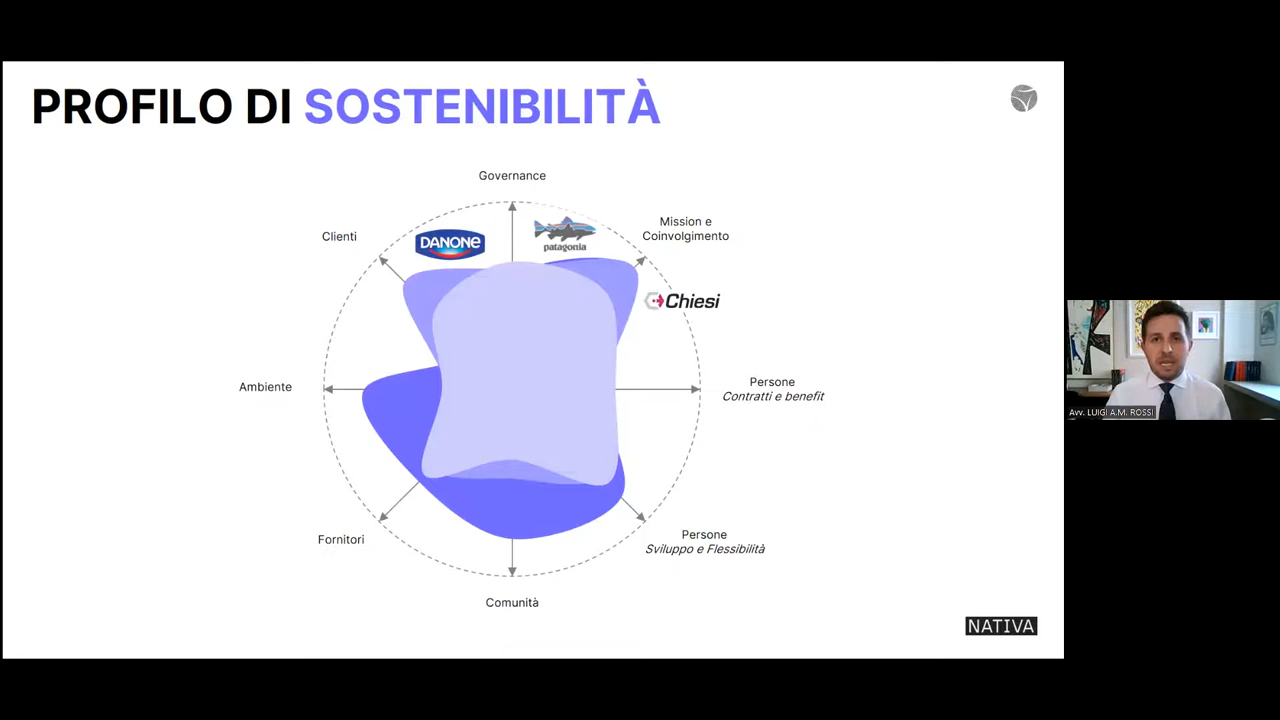 PROFILO DI SOSTENIBILITÀ
Governance
Clienti
DANONE
patagonia
Mission e
Coinvolgimento
Chiesi
Ambiente
Persone
Contratti e benefit
Fornitori
Persone
Sviluppo e Flessibilità
Comunità
NATIVA
Avv. LUIGI A.M. ROSSI